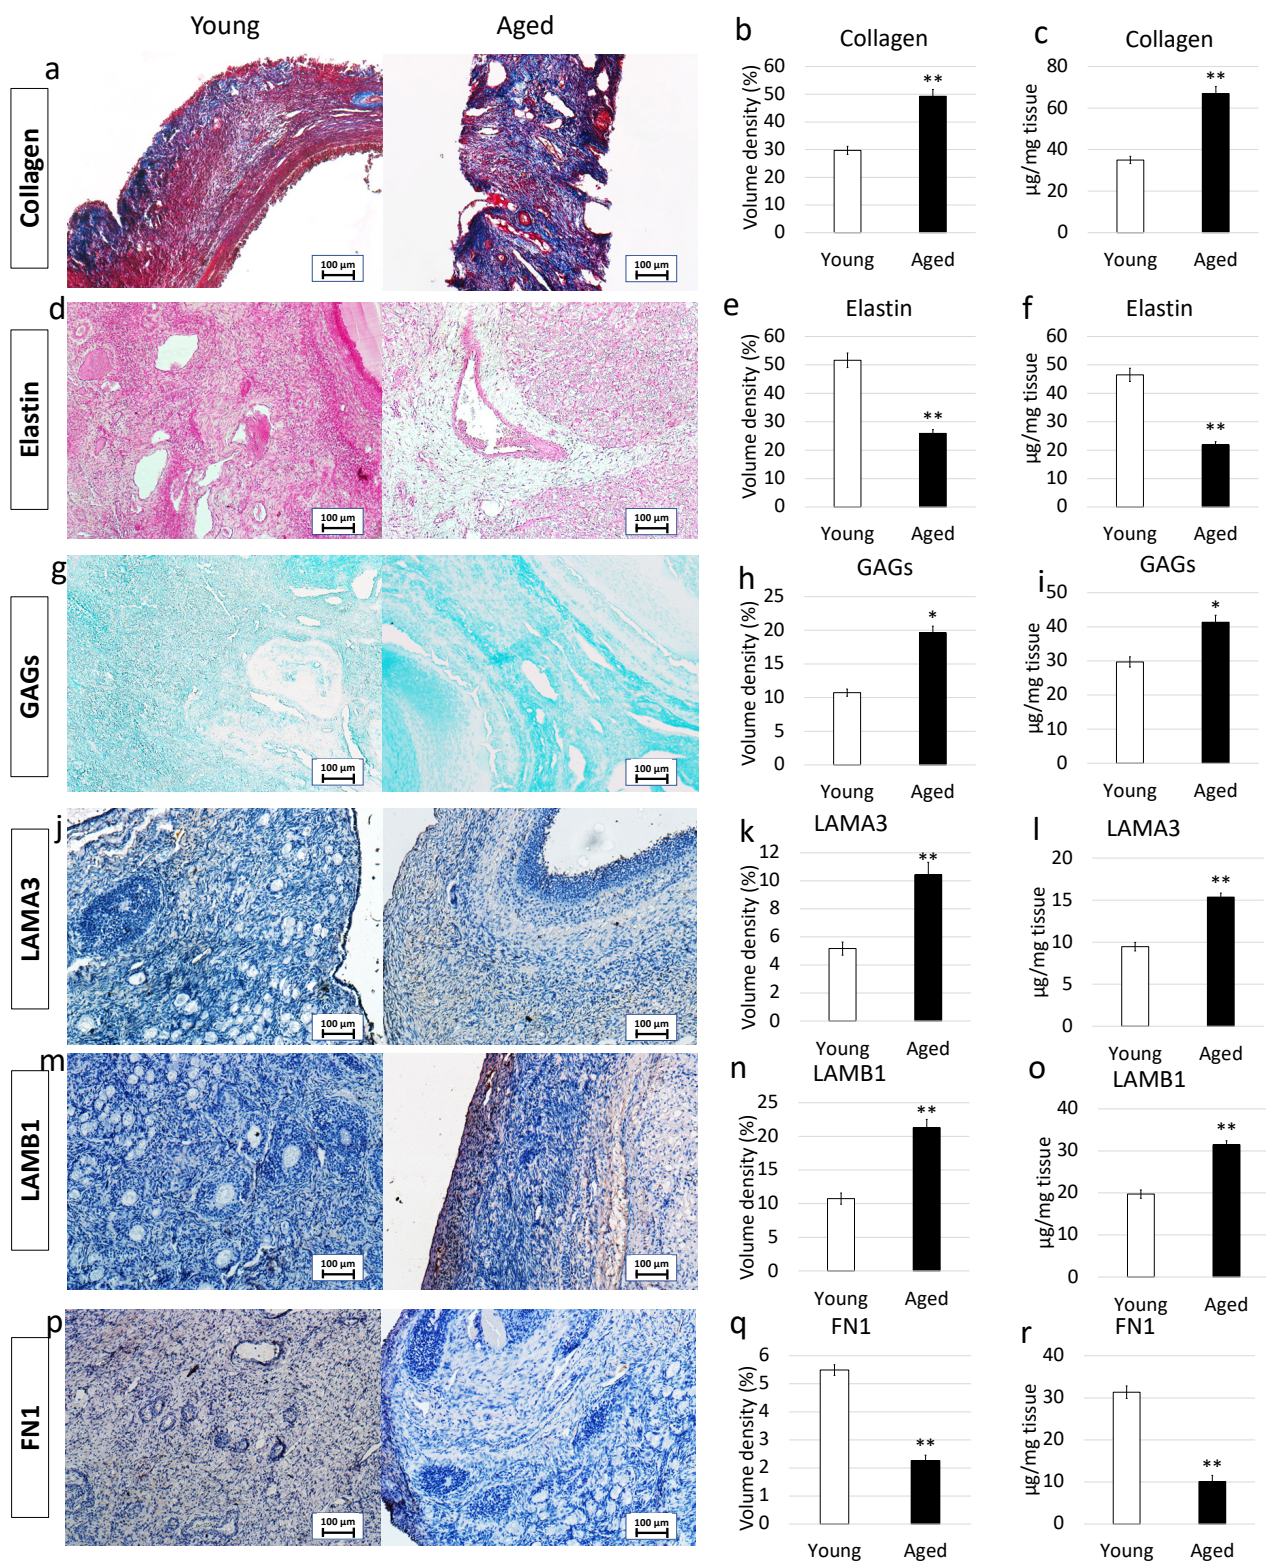 Young
Aged
a
Collagen
100 µm
100 µm
b
Collagen
Volume density (%)
60
50
40
30
20
10
0
**
Young
Aged
c
Collagen
µg/mg tissue
80
60
40
20
0
**
Young
Aged
d
Elastin
100 µm
100 µm
e
Elastin
Volume density (%)
60
50
40
30
20
10
0
**
Young
Aged
f
Elastin
µg/mg tissue
60
50
40
30
20
10
0
**
Young
Aged
g
GAGs
100 µm
100 µm
h
GAGs
Volume density (%)
25
20
15
10
5
0
*
Young
Aged
i
GAGs
µg/mg tissue
50
40
30
20
10
0
*
Young
Aged
j
LAMA3
100 µm
100 µm
k
LAMA3
Volume density (%)
12
10
8
6
4
2
0
**
Young
Aged
l
LAMA3
µg/mg tissue
20
15
10
5
0
**
Young
Aged
m
LAMB1
100 µm
100 µm
n
LAMB1
Volume density (%)
25
20
15
10
5
0
**
Young
Aged
o
LAMB1
µg/mg tissue
40
30
20
10
0
**
Young
Aged
p
FN1
100 µm
100 µm
q
FN1
Volume density (%)
6
5
4
3
2
1
0
**
Young
Aged
r
FN1
µg/mg tissue
40
30
20
10
0
**
Young
Aged